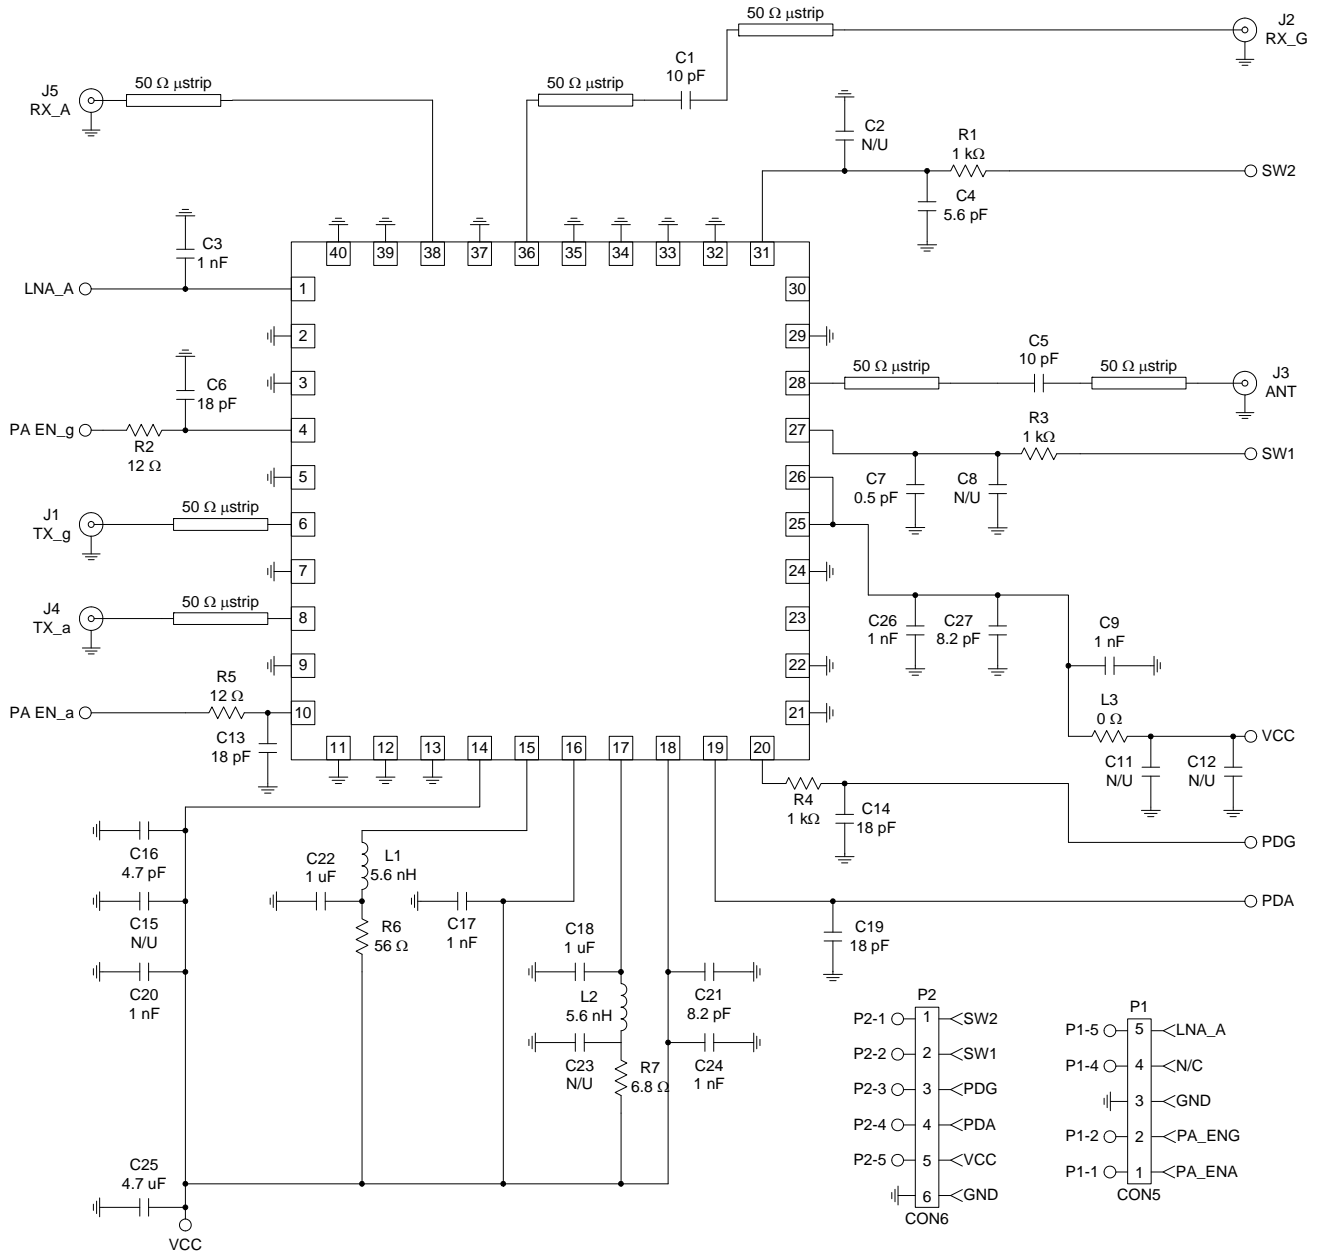 50 Ω μstrip
J2
RX_G
C1
10 pF
50 Ω μstrip
50 Ω μstrip
J5
RX_A
C2
N/U
R1
1 kΩ
SW2
C4
5.6 pF
C3
1 nF
40
39
38
37
36
35
34
33
32
31
LNA_A
1
30
2
29
C5
10 pF
50 Ω μstrip
50 Ω μstrip
3
28
J3
ANT
C6
18 pF
PA EN_g
R2
12 Ω
4
27
R3
1 kΩ
SW1
5
26
C7
0.5 pF
C8
N/U
J1
TX_g
50 Ω μstrip
6
25
7
24
J4
TX_a
50 Ω μstrip
8
23
C26
1 nF
C27
8.2 pF
C9
1 nF
9
22
R5
12 Ω
PA EN_a
10
21
L3
0 Ω
VCC
C13
18 pF
11
12
13
14
15
16
17
18
19
20
C11
N/U
C12
N/U
R4
1 kΩ
C14
18 pF
PDG
C16
4.7 pF
C22
1 uF
L1
5.6 nH
PDA
C15
N/U
R6
56 Ω
C17
1 nF
C18
1 uF
C19
18 pF
C20
1 nF
L2
5.6 nH
C21
8.2 pF
C23
N/U
R7
6.8 Ω
C24
1 nF
C25
4.7 uF
VCC
P2
P2-1 1 SW2
P2-2 2 SW1
P2-3 3 PDG
P2-4 4 PDA
P2-5 5 VCC
6 GND
CON6
P1
P1-5 5 LNA_A
P1-4 4 N/C
3 GND
P1-2 2 PA_ENG
P1-1 1 PA_ENA
CON5